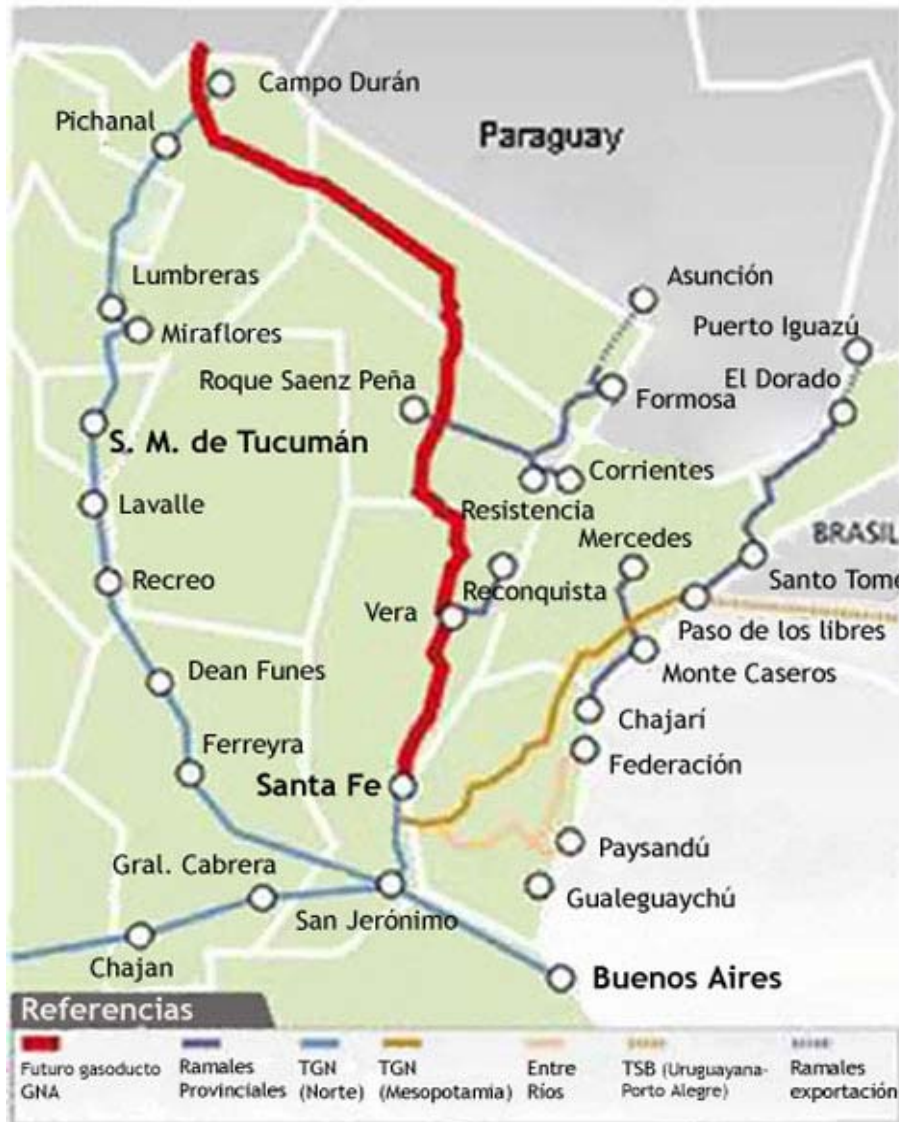 Campo Durán
Pichanal
Paraguay
Lumbreras
Asunción
Miraflores
Puerto Iguazú
Roque Saenz Peña
El Dorado
Formosa
S. M. de Tucumán
Corrientes
Lavalle
Resistencia
Mercedes
BRASIL
Recreo
Reconquista
Santo Tome
Vera
Paso de los libres
Dean Funes
Monte Caseros
Chajarí
Ferreyra
Federación
Santa Fe
Paysandú
Gral. Cabrera
Gualeguaychú
San Jerónimo
Chajan
Buenos Aires
Referencias
Futuro gasoducto
GNA
Ramales
Provinciales
TGN
(Norte)
TGN
(Mesopotamia)
Entre
Ríos
TSB (Uruguayana-
Porto Alegre)
Ramales
exportación